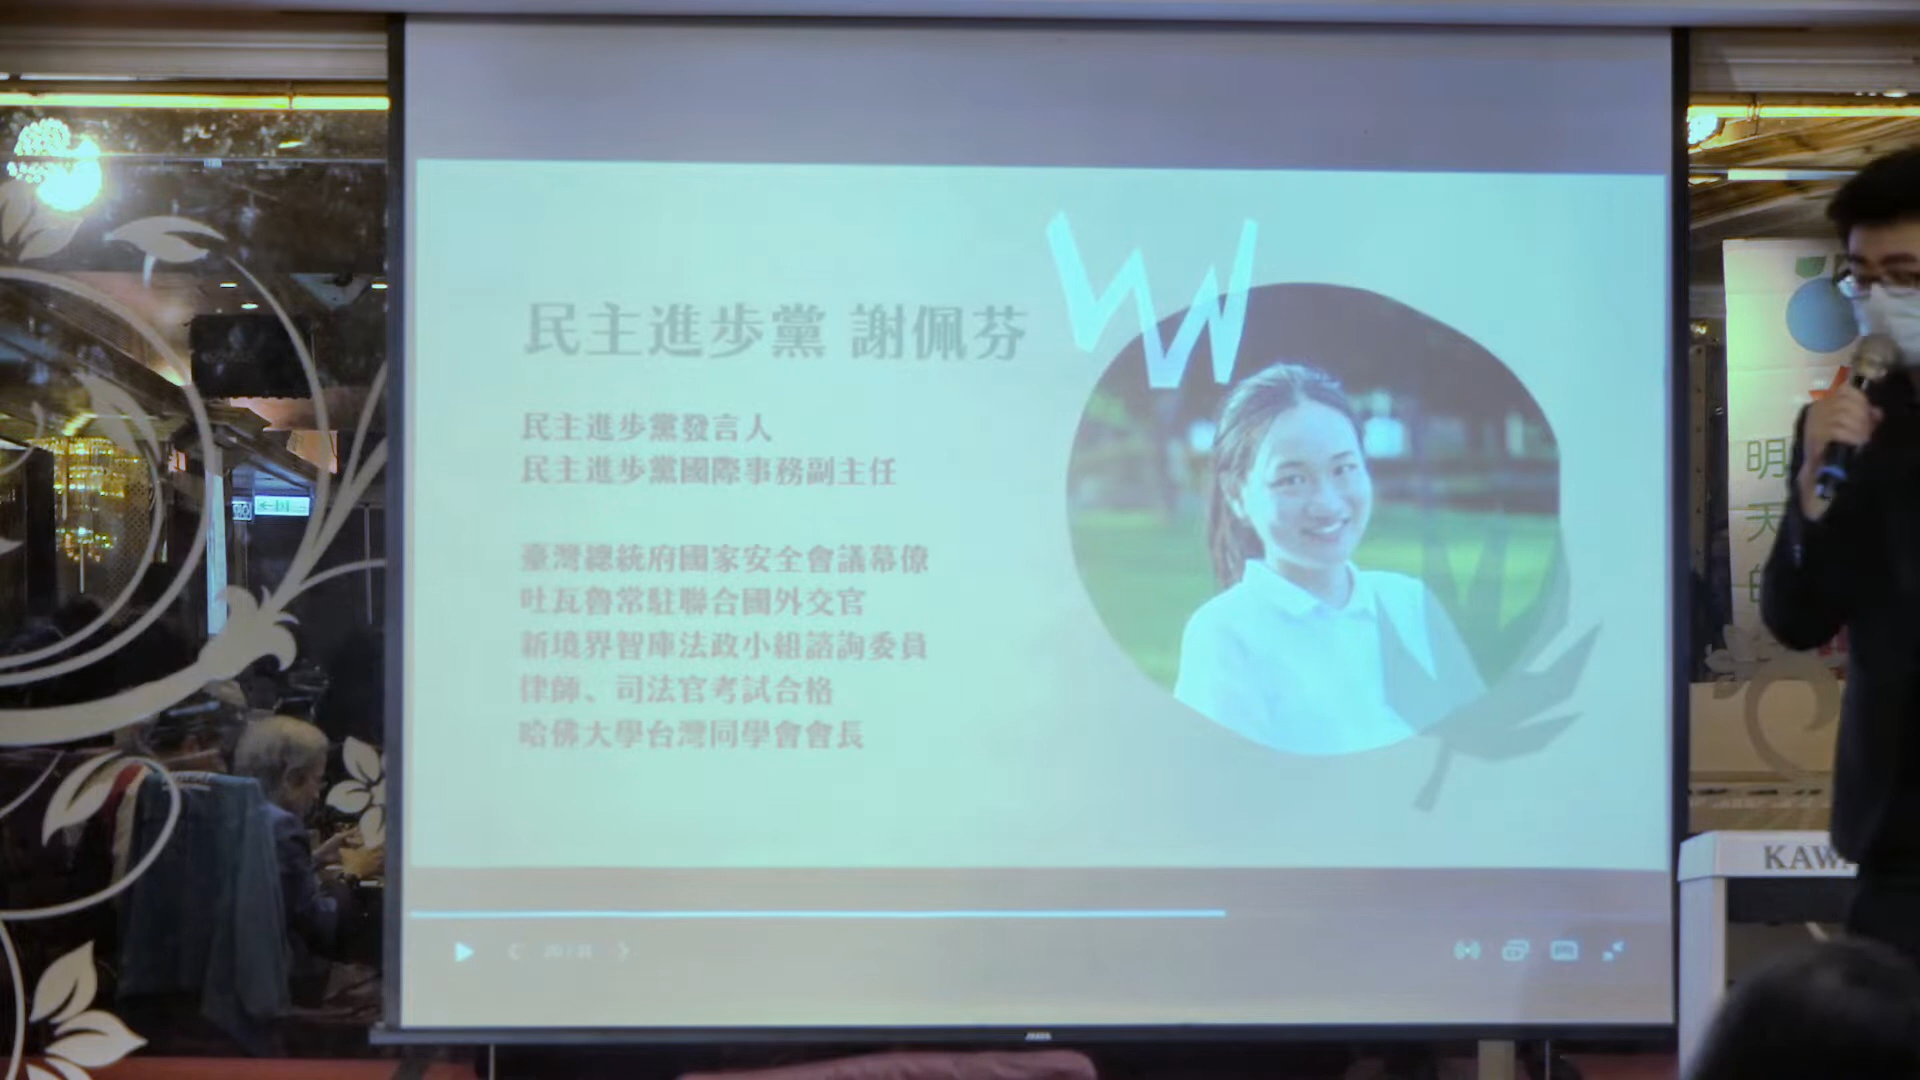 民主進步黨 謝佩芬
民主進步黨發言人
民主進步黨國際事務副主任
臺灣總統府國家安全會議幕僚
吐瓦魯常駐聯合國外交官
新境界智庫法政小組諮詢委員
律師、司法官考試合格
哈佛大學台灣同學會會長
明天的
KAWA